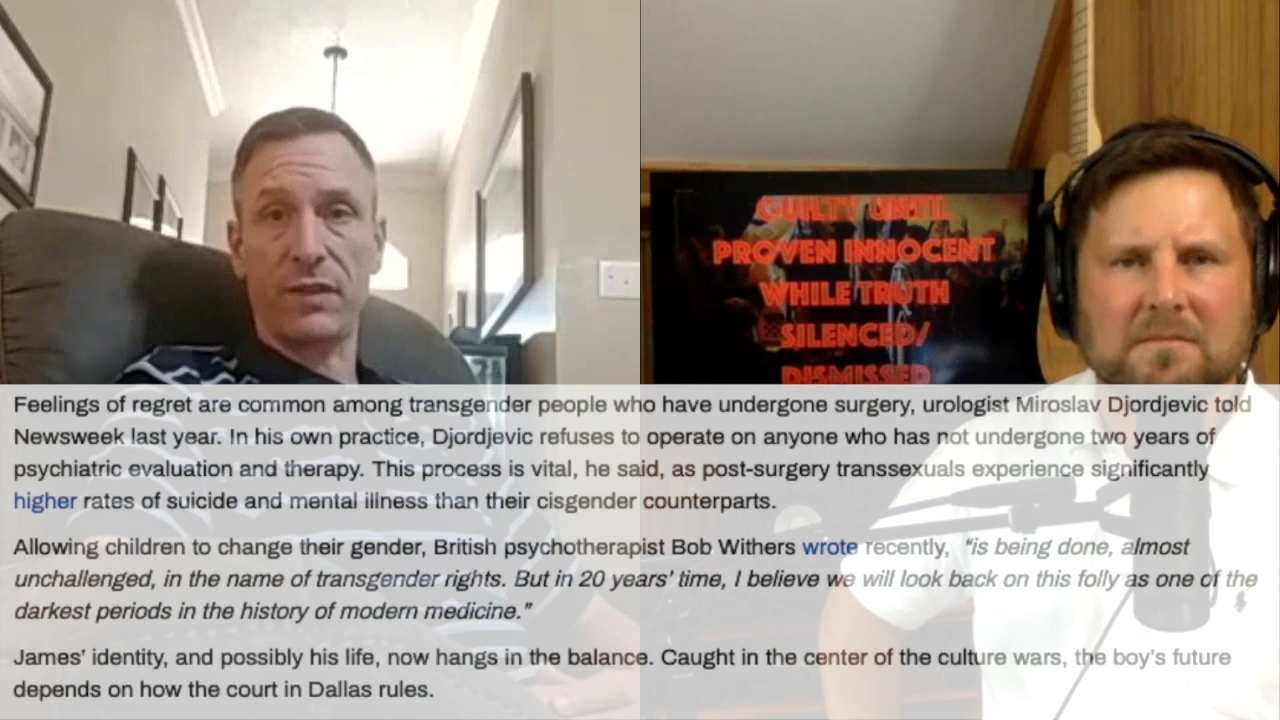 GUILTY UNTIL
PROVEN INNOCENT
WHILE TRUTH
SILENCED/
DISMISSED
Feelings of regret are common among transgender people who have undergone surgery, urologist Miroslav Djordjevic told
Newsweek last year. In his own practice, Djordjevic refuses to operate on anyone who has not undergone two years of
psychiatric evaluation and therapy. This process is vital, he said, as post-surgery transsexuals experience significantly
higher rates of suicide and mental illness than their cisgender counterparts.
Allowing children to change their gender, British psychotherapist Bob Withers wrote recently, “is being done, almost
unchallenged, in the name of transgender rights. But in 20 years’ time, I believe we will look back on this folly as one of the
darkest periods in the history of modern medicine.”
James’ identity, and possibly his life, now hangs in the balance. Caught in the center of the culture wars, the boy’s future
depends on how the court in Dallas rules.